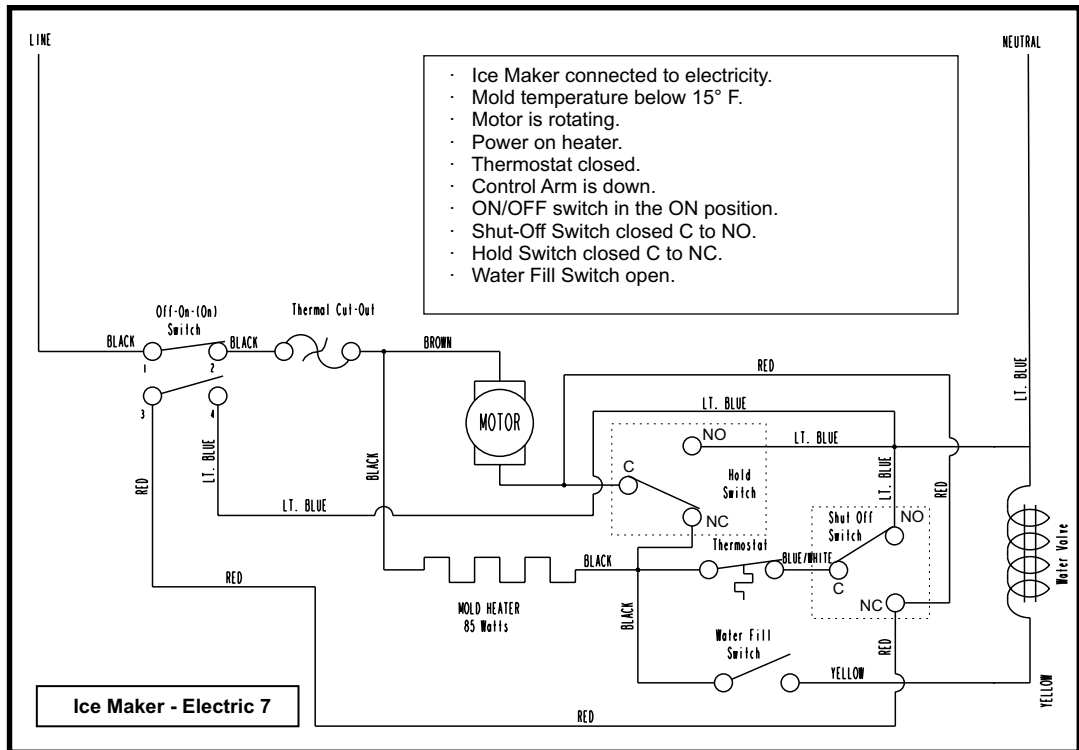 LINE
NEUTRAL
· Ice Maker connected to electricity.
· Mold temperature below 15° F.
· Motor is rotating.
· Power on heater.
· Thermostat closed.
· Control Arm is down.
· ON/OFF switch in the ON position.
· Shut-Off Switch closed C to NO.
· Hold Switch closed C to NC.
· Water Fill Switch open.
Off-On-(On)
Switch
Thermal Cut-Out
BLACK
BLACK
BROWN
1
2
3
4
RED
LT. BLUE
LT. BLUE
MOTOR
NO
LT. BLUE
C
Hold
Switch
NC
BLACK
RED
LT. BLUE
LT. BLUE
LT. BLUE
RED
Shut Off
Switch
NO
Thermostat
BLUE/WHITE
C
NC
BLACK
RED
MOLD HEATER
85 Watts
BLACK
Water Fill
Switch
YELLOW
RED
Water Valve
YELLOW
Ice Maker - Electric 7
RED